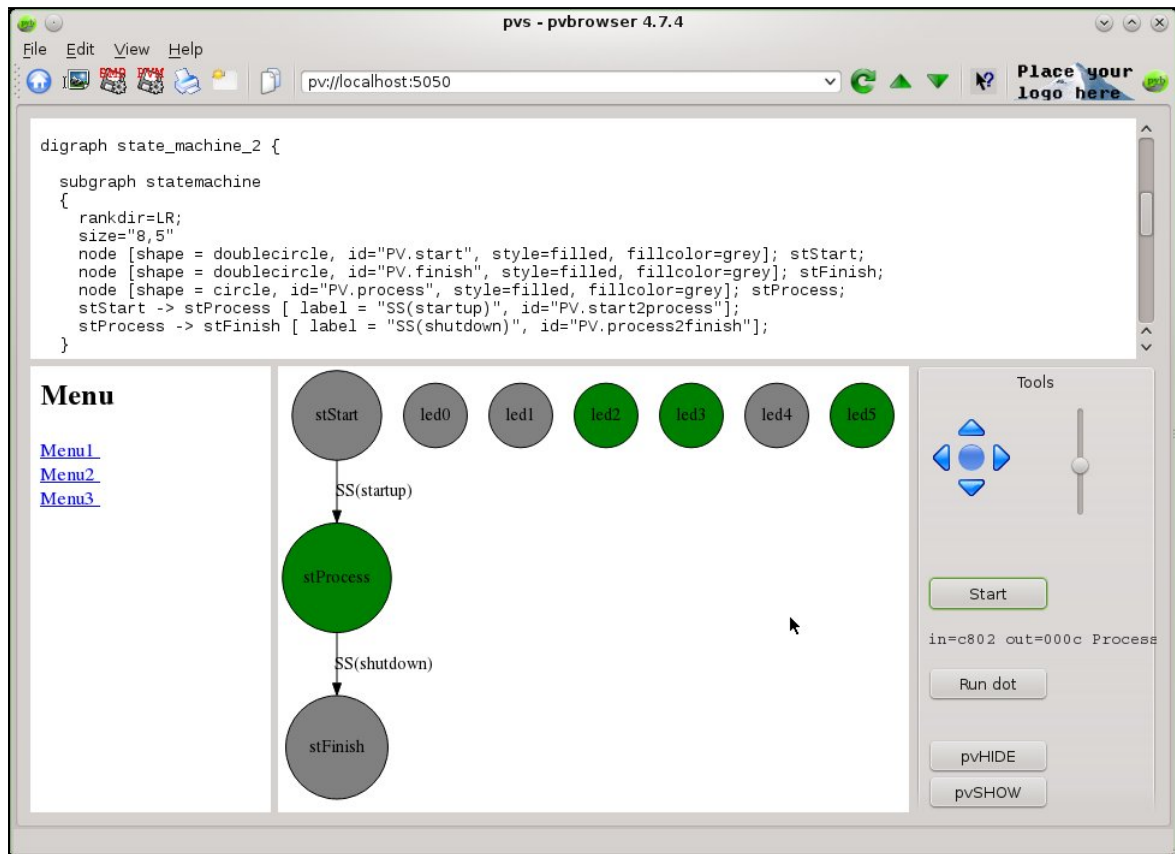 pvs - pvbrowser 4.7.4
File Edit View Help
pv://localhost:5050
Place your
logo here
digraph state_machine_2 {
subgraph statemachine
{
rankdir=LR;
size="8,5"
node [shape = doublecircle, id="PV.start", style=filled, fillcolor=grey]; stStart;
node [shape = doublecircle, id="PV.finish", style=filled, fillcolor=grey]; stFinish;
node [shape = circle, id="PV.process", style=filled, fillcolor=grey]; stProcess;
stStart -> stProcess [ label = "SS(startup)", id="PV.start2process"];
stProcess -> stFinish [ label = "SS(shutdown)", id="PV.process2finish"];
}
Menu
Menu1
Menu2
Menu3
stStart led0 led1 led2 led3 led4 led5
SS(startup)
stProcess
SS(shutdown)
stFinish
Tools
Start
in=c802 out=000c Process
Run dot
pvHIDE
pvSHOW